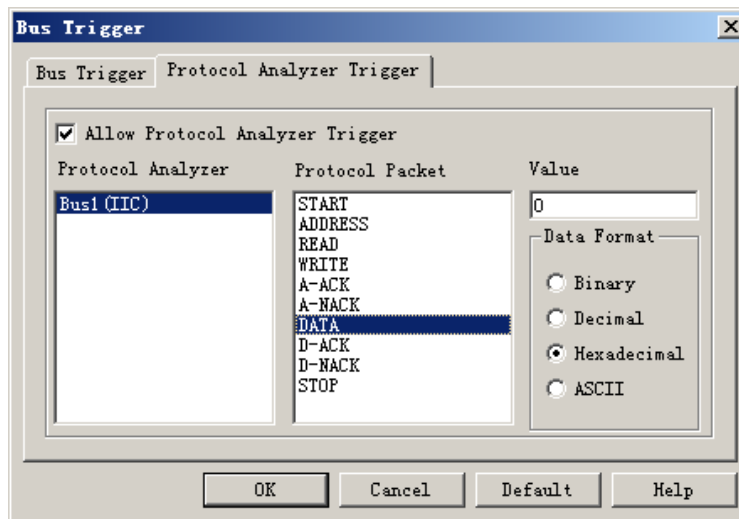 Bus Trigger
Bus Trigger Protocol Analyzer Trigger
Allow Protocol Analyzer Trigger
Protocol Analyzer Protocol Packet Value
Bus1(IIC)
START
ADDRESS
READ
WRITE
A-ACK
A-NACK
DATA
D-ACK
D-NACK
STOP
0
Data Format
Binary
Decimal
Hexadecimal
ASCII
OK Cancel Default Help